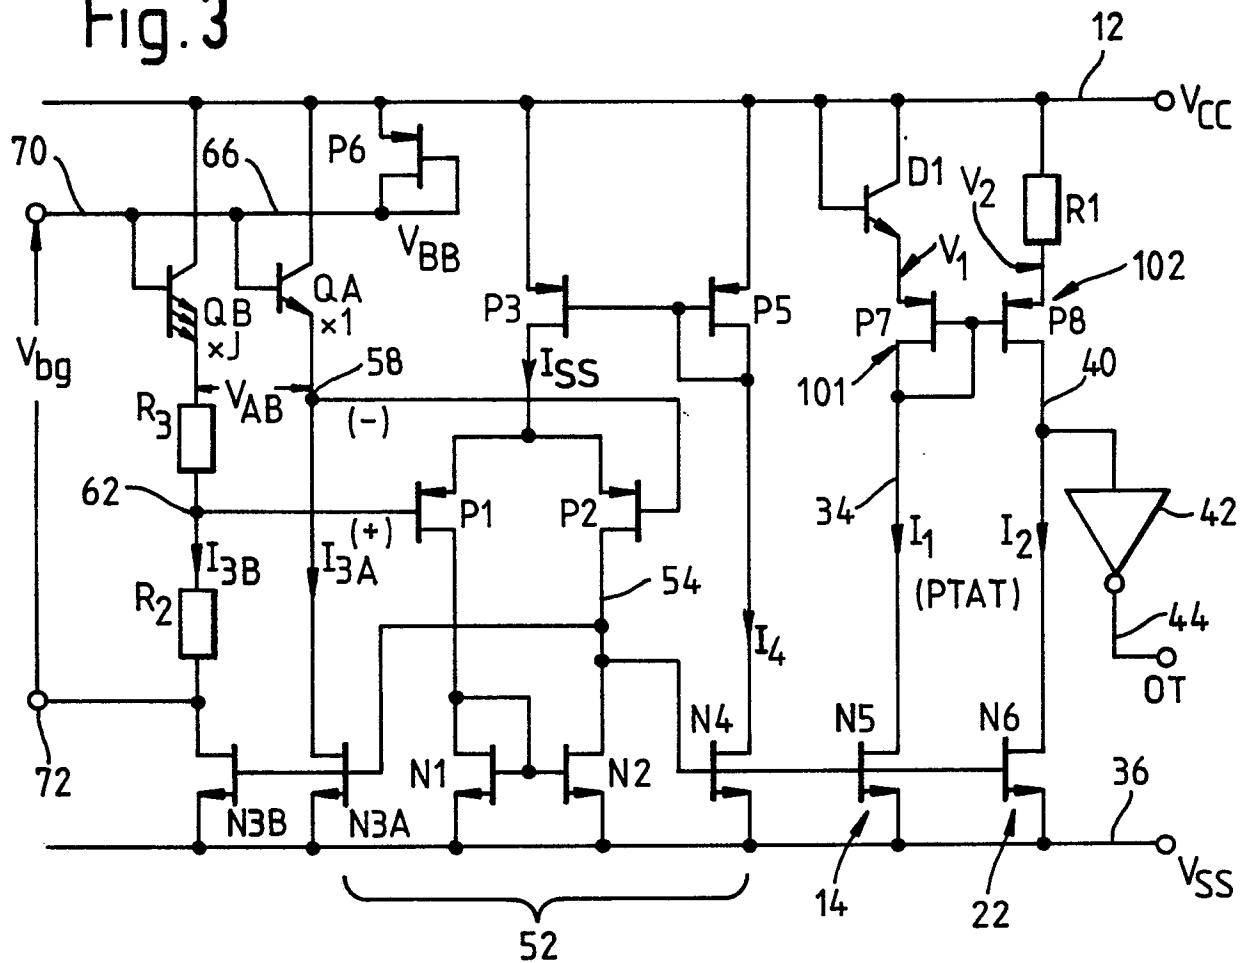 Fig. 3
12
VCC
70
66
P6
VBB
D1
V2
R1
V1
102
QB
xJ
QA
x1
P3
P5
P7
P8
Vbg
VAB
58
ISS
101
40
R3
(-)
62
P1
P2
34
42
(+)
I3B
I3A
I1
I2
(PTAT)
R2
54
44
I4
OT
N4
N5
N6
72
N1
N2
36
N3B
N3A
VSS
14
22
52